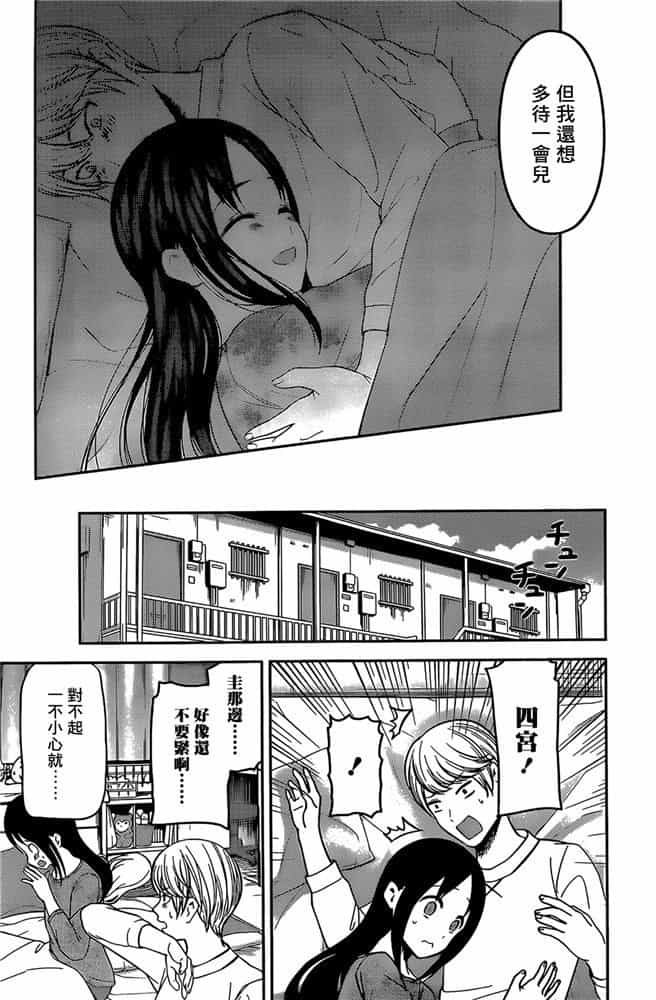 但我還想
多待一會兒
チュン
チュン
四宮！
！
圭那邊……
好像還
不要緊啊……
對不起
一不小心就……